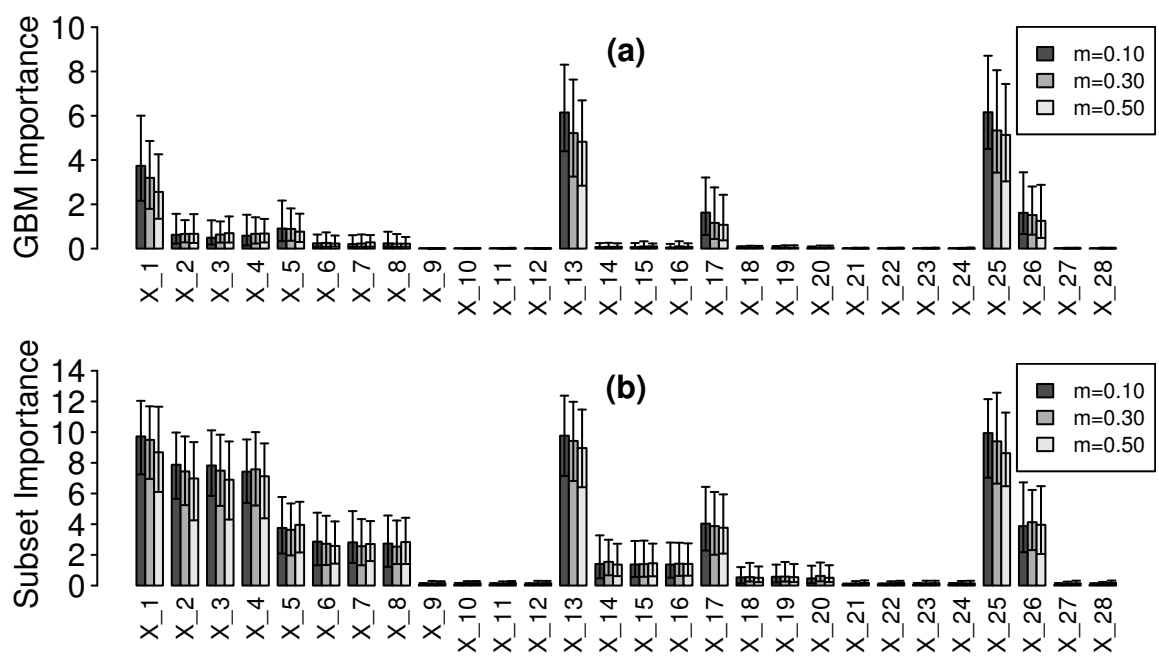 (a)
GBM Importance
10
8
6
4
2
0
m=0.10
m=0.30
m=0.50
X_1
X_2
X_3
X_4
X_5
X_6
X_7
X_8
X_9
X_10
X_11
X_12
X_13
X_14
X_15
X_16
X_17
X_18
X_19
X_20
X_21
X_22
X_23
X_24
X_25
X_26
X_27
X_28
(b)
Subset Importance
14
12
10
8
6
4
2
0
m=0.10
m=0.30
m=0.50
X_1
X_2
X_3
X_4
X_5
X_6
X_7
X_8
X_9
X_10
X_11
X_12
X_13
X_14
X_15
X_16
X_17
X_18
X_19
X_20
X_21
X_22
X_23
X_24
X_25
X_26
X_27
X_28